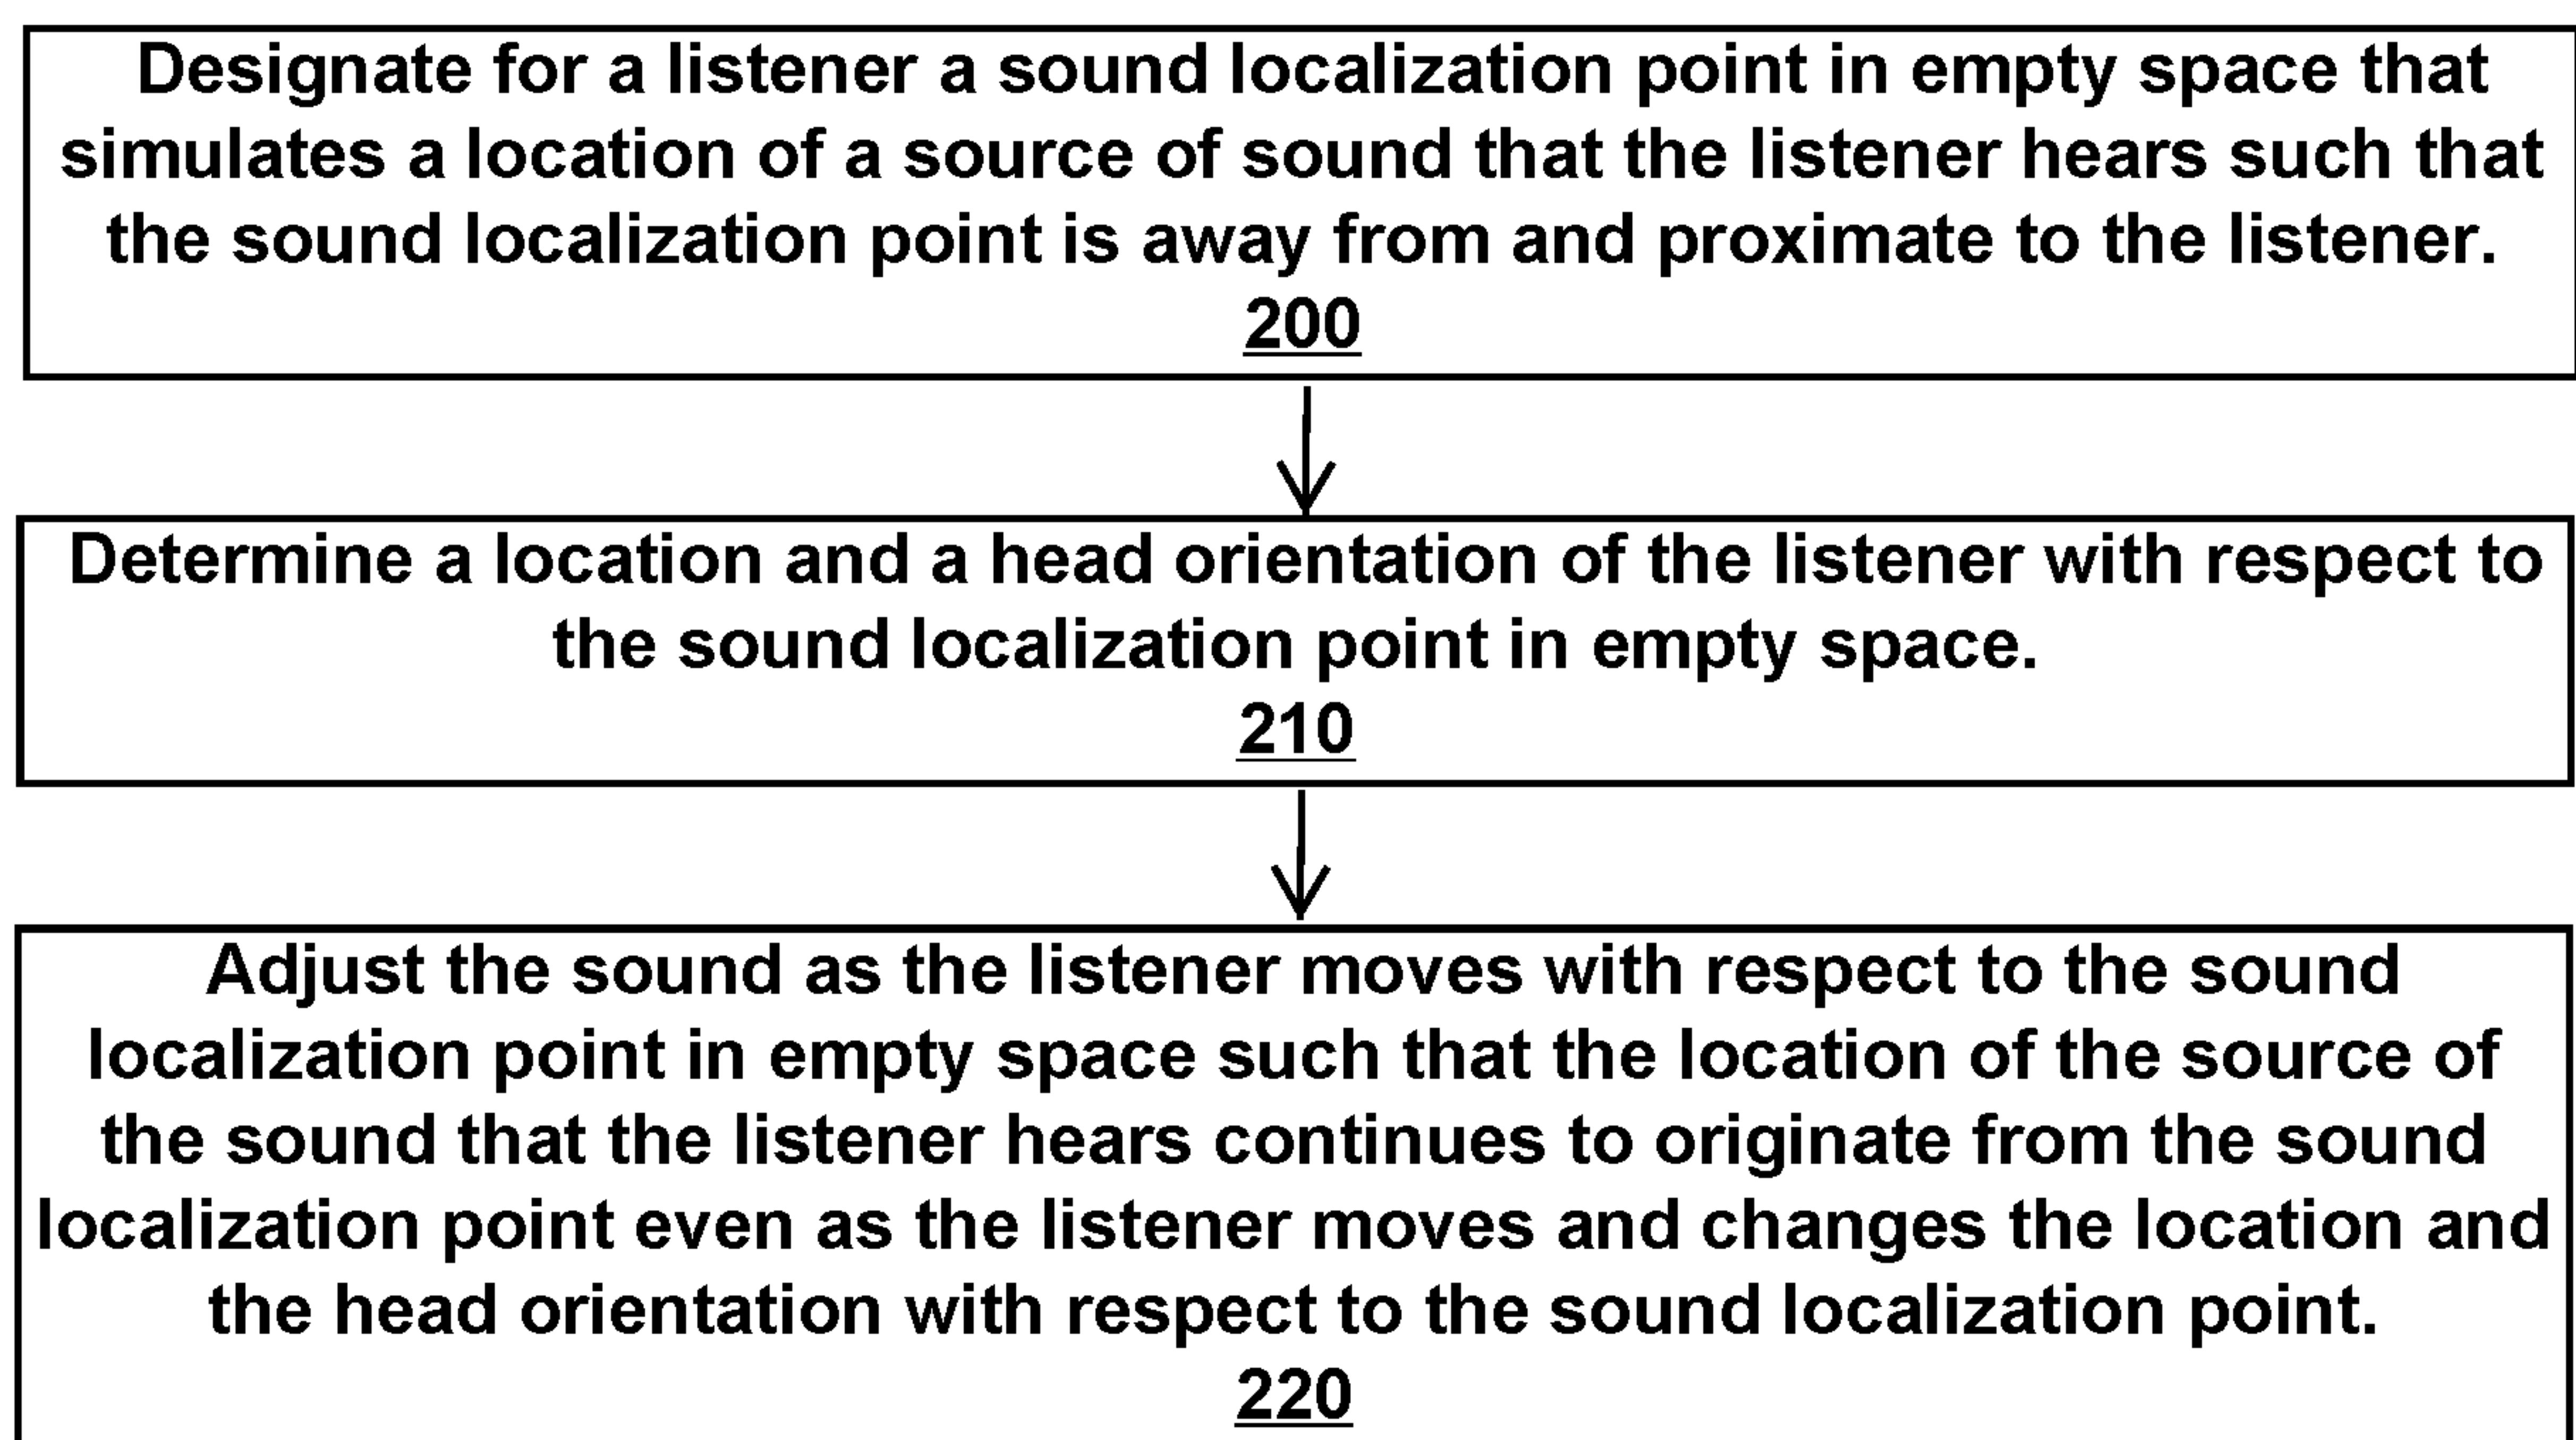 Designate for a listener a sound localization point in empty space that
simulates a location of a source of sound that the listener hears such that
the sound localization point is away from and proximate to the listener.
200
Determine a location and a head orientation of the listener with respect to
the sound localization point in empty space.
210
Adjust the sound as the listener moves with respect to the sound
localization point in empty space such that the location of the source of
the sound that the listener hears continues to originate from the sound
localization point even as the listener moves and changes the location and
the head orientation with respect to the sound localization point.
220